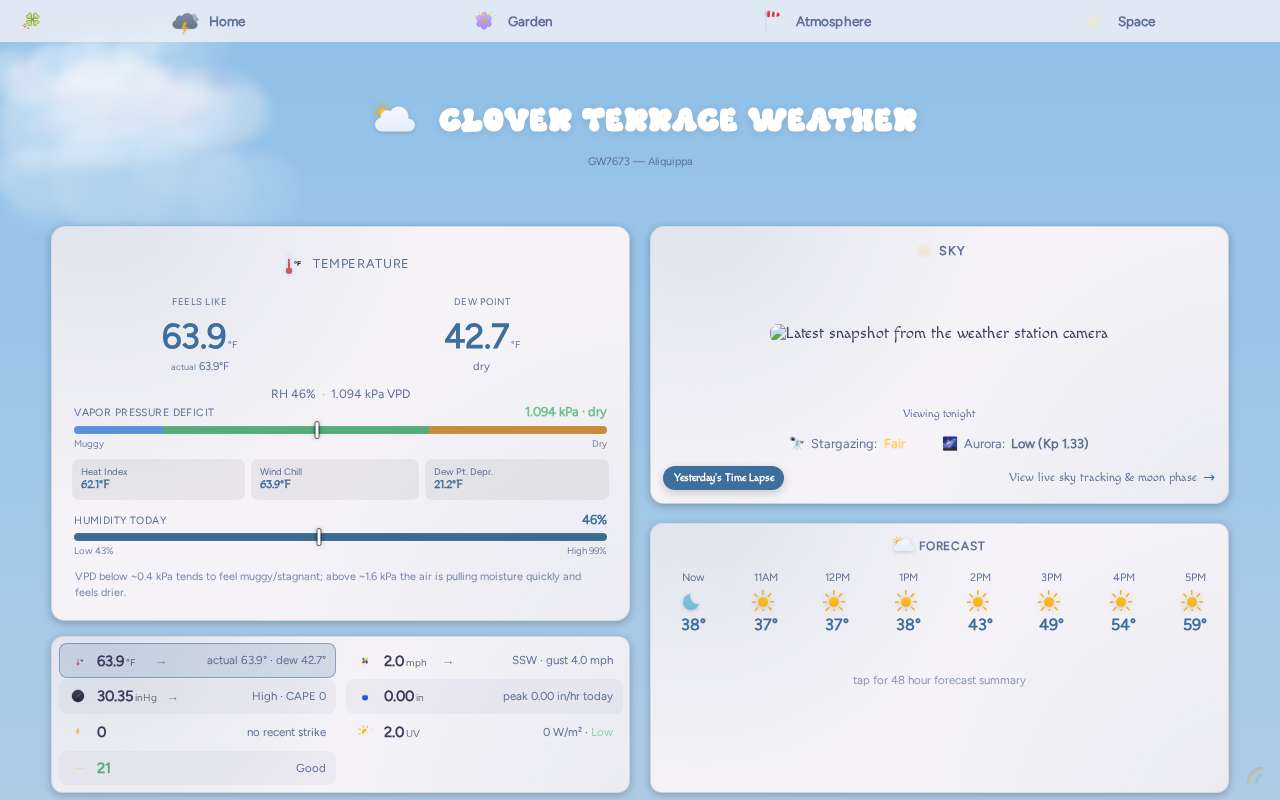 Home
Garden
Atmosphere
Space
CLOVER TERRACE WEATHER
GW7673 — Aliquippa
°F
TEMPERATURE
FEELS LIKE
63.9 °F
actual 63.9°F
DEW POINT
42.7 °F
dry
RH 46% · 1.094 kPa VPD
VAPOR PRESSURE DEFICIT
1.094 kPa · dry
Muggy
Dry
Heat Index
62.1°F
Wind Chill
63.9°F
Dew Pt. Depr.
21.2°F
HUMIDITY TODAY
46%
Low 43%
High 99%
VPD below ~0.4 kPa tends to feel muggy/stagnant; above ~1.6 kPa the air is pulling moisture quickly and
feels drier.
63.9 °F → actual 63.9° · dew 42.7°
2.0 mph → SSW · gust 4.0 mph
30.35 inHg → High · CAPE 0
0.00 in peak 0.00 in/hr today
0 no recent strike
2.0 UV 0 W/m² · Low
21 Good
SKY
Latest snapshot from the weather station camera
Viewing tonight
Stargazing: Fair
Aurora: Low (Kp 1.33)
Yesterday's Time Lapse
View live sky tracking & moon phase →
FORECAST
Now 11AM 12PM 1PM 2PM 3PM 4PM 5PM
38° 37° 37° 38° 43° 49° 54° 59°
tap for 48 hour forecast summary